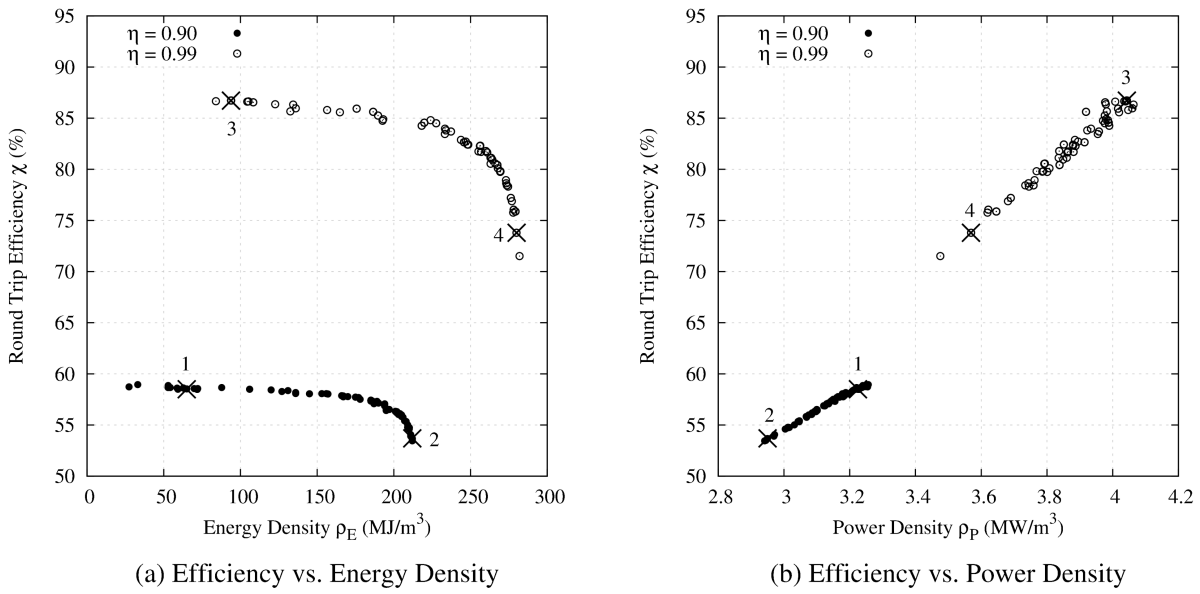 η = 0.90
η = 0.99
95
90
85
80
75
70
65
60
55
50
0 50 100 150 200 250 300
Round Trip Efficiency χ (%)
Energy Density ρE (MJ/m3)
1
2
3
4
(a) Efficiency vs. Energy Density
η = 0.90
η = 0.99
95
90
85
80
75
70
65
60
55
50
2.8 3 3.2 3.4 3.6 3.8 4 4.2
Round Trip Efficiency χ (%)
Power Density ρP (MW/m3)
1
2
3
4
(b) Efficiency vs. Power Density